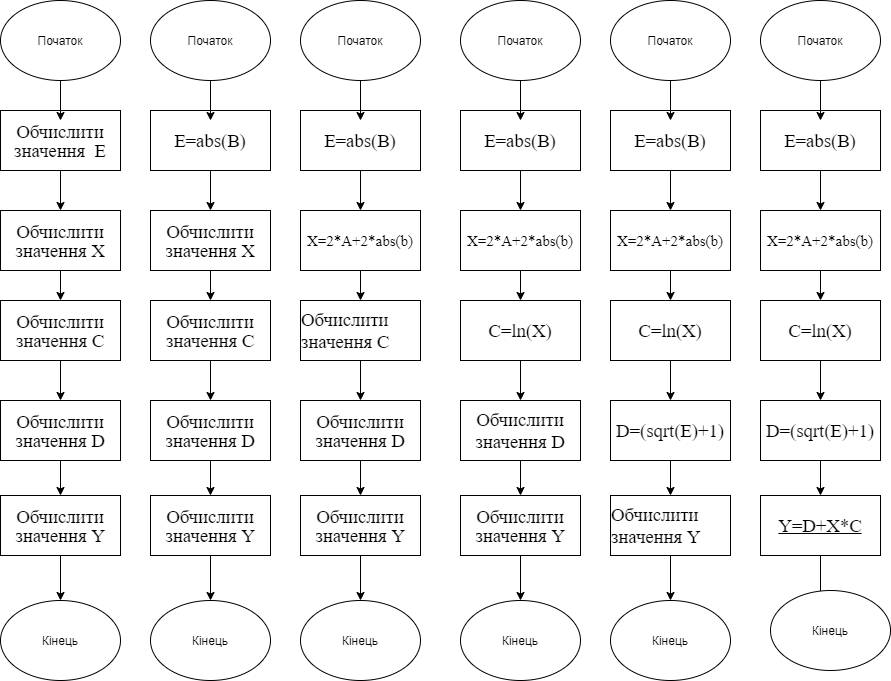 Початок
Обчислити
значення E
Обчислити
значення X
Обчислити
значення C
Обчислити
значення D
Обчислити
значення Y
Кінець
Початок
E=abs(B)
Обчислити
значення X
Обчислити
значення C
Обчислити
значення D
Обчислити
значення Y
Кінець
Початок
E=abs(B)
X=2*A+2*abs(b)
Обчислити
значення C
Обчислити
значення D
Обчислити
значення Y
Кінець
Початок
E=abs(B)
X=2*A+2*abs(b)
C=ln(X)
Обчислити
значення D
Обчислити
значення Y
Кінець
Початок
E=abs(B)
X=2*A+2*abs(b)
C=ln(X)
D=(sqrt(E)+1)
Обчислити
значення Y
Кінець
Початок
E=abs(B)
X=2*A+2*abs(b)
C=ln(X)
D=(sqrt(E)+1)
Y=D+X*C
Кінець